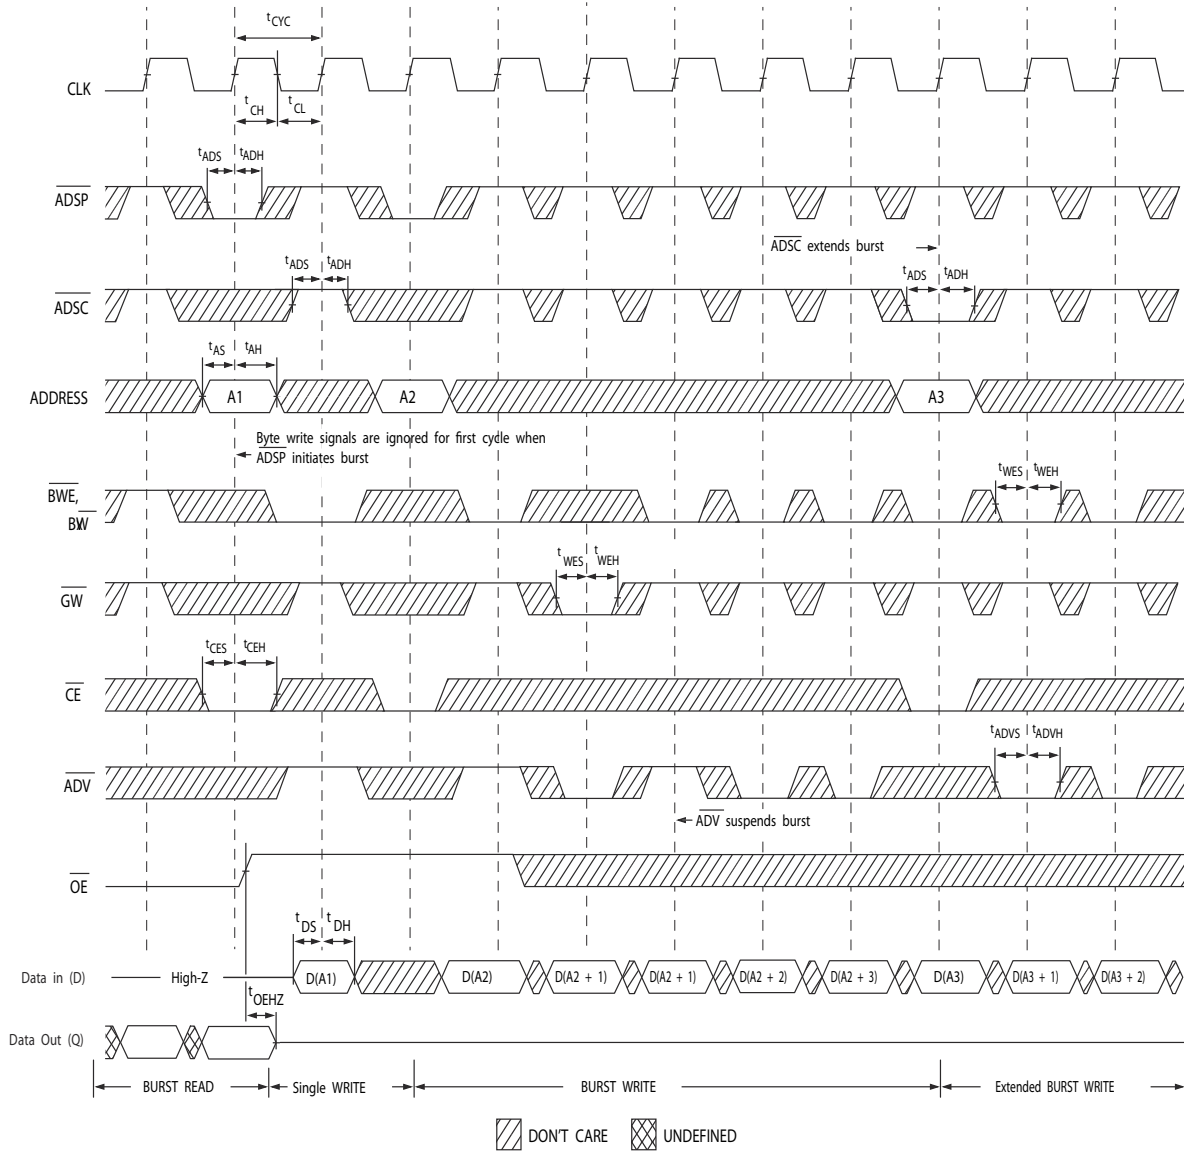 tCYC
CLK
tCH
tCL
tADS tADH
ADSP
ADSC extends burst
tADS tADH
tADS tADH
ADSC
tAS tAH
ADDRESS
A1
A2
A3
Byte write signals are ignored for first cycle when
ADSP initiates burst
BWE,
BW
tWES tWEH
tWES tWEH
GW
tCES tCEH
CE
tADVS tADVH
ADV
ADV suspends burst
OE
tDS tDH
Data in (D)
High-Z
D(A1)
D(A2)
D(A2 + 1)
D(A2 + 1)
D(A2 + 2)
D(A2 + 3)
D(A3)
D(A3 + 1)
D(A3 + 2)
tOEHZ
Data Out (Q)
BURST READ
Single WRITE
BURST WRITE
Extended BURST WRITE
DON'T CARE
UNDEFINED